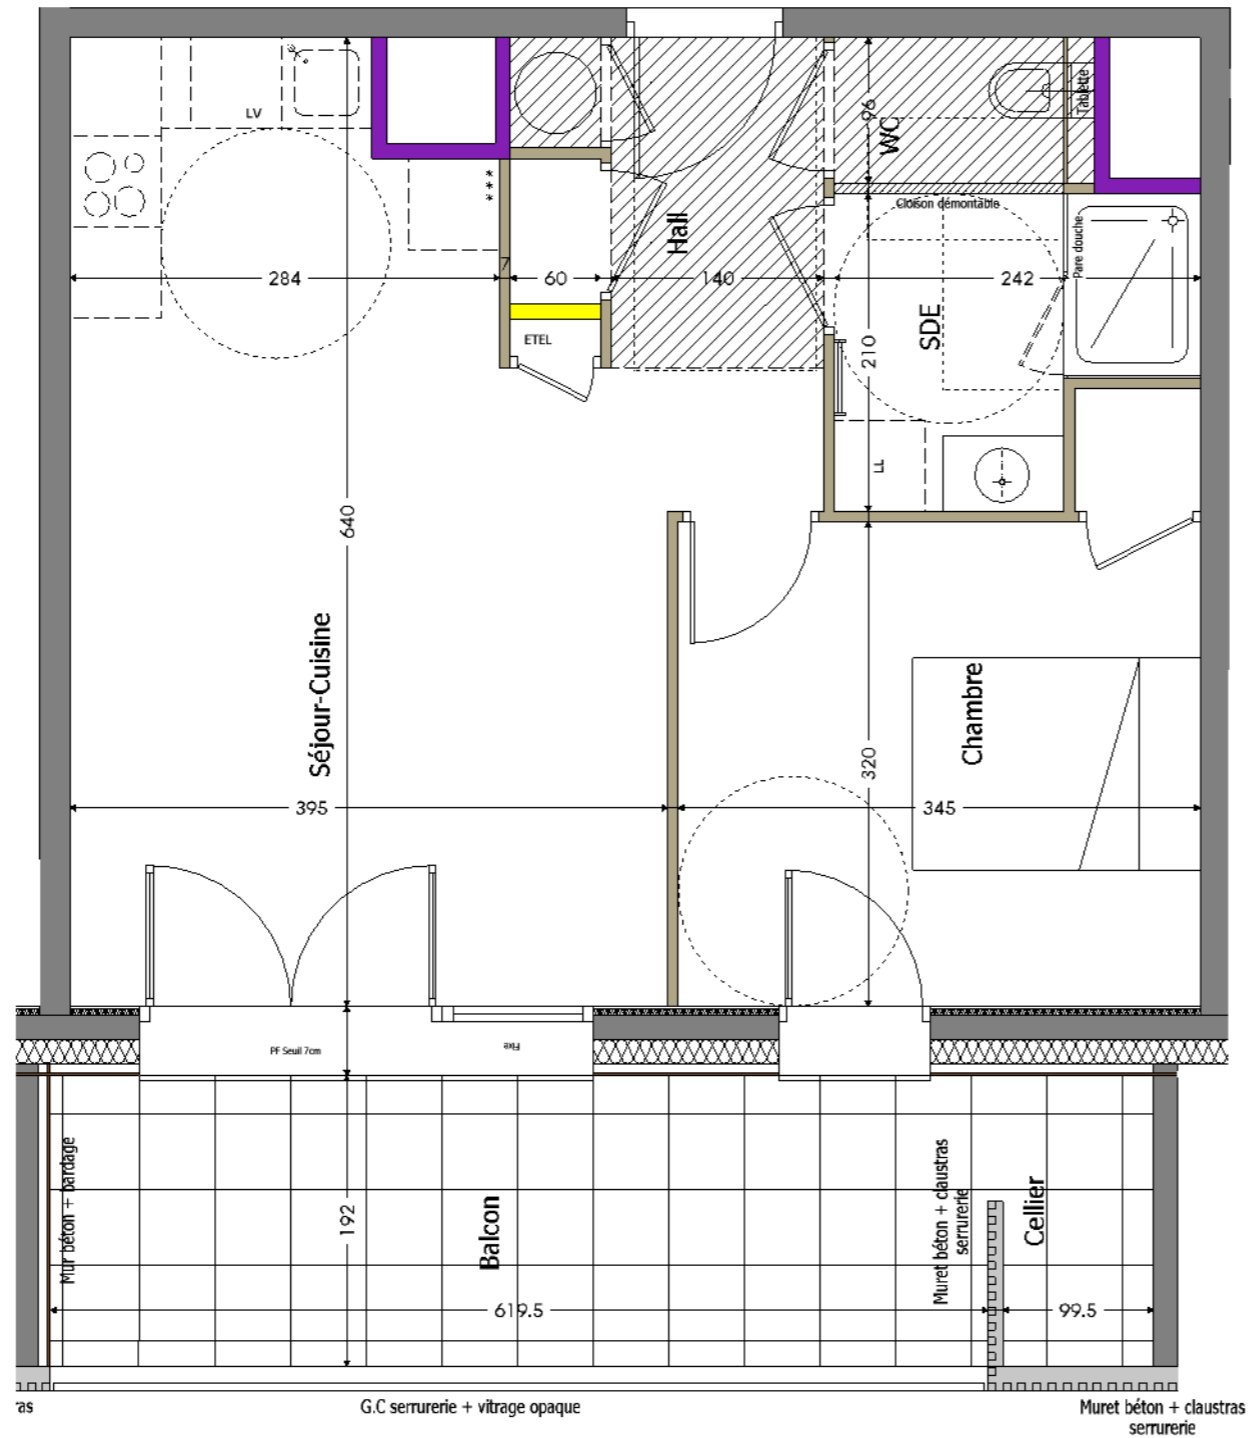 LV
96
WC
Tablette
***
Hall
Cloison démontable
Pare douche
284
7
60
140
242
SDE
ETEL
210
LL
640
Séjour-Cuisine
Chambre
320
395
345
PF Seuil 7cm
Fixe
Mur béton + bardage
192
Balcon
Muret béton + claustras
serrurerie
Cellier
619.5
99.5
ras
G.C serrurerie + vitrage opaque
Muret béton + claustras
serrurerie